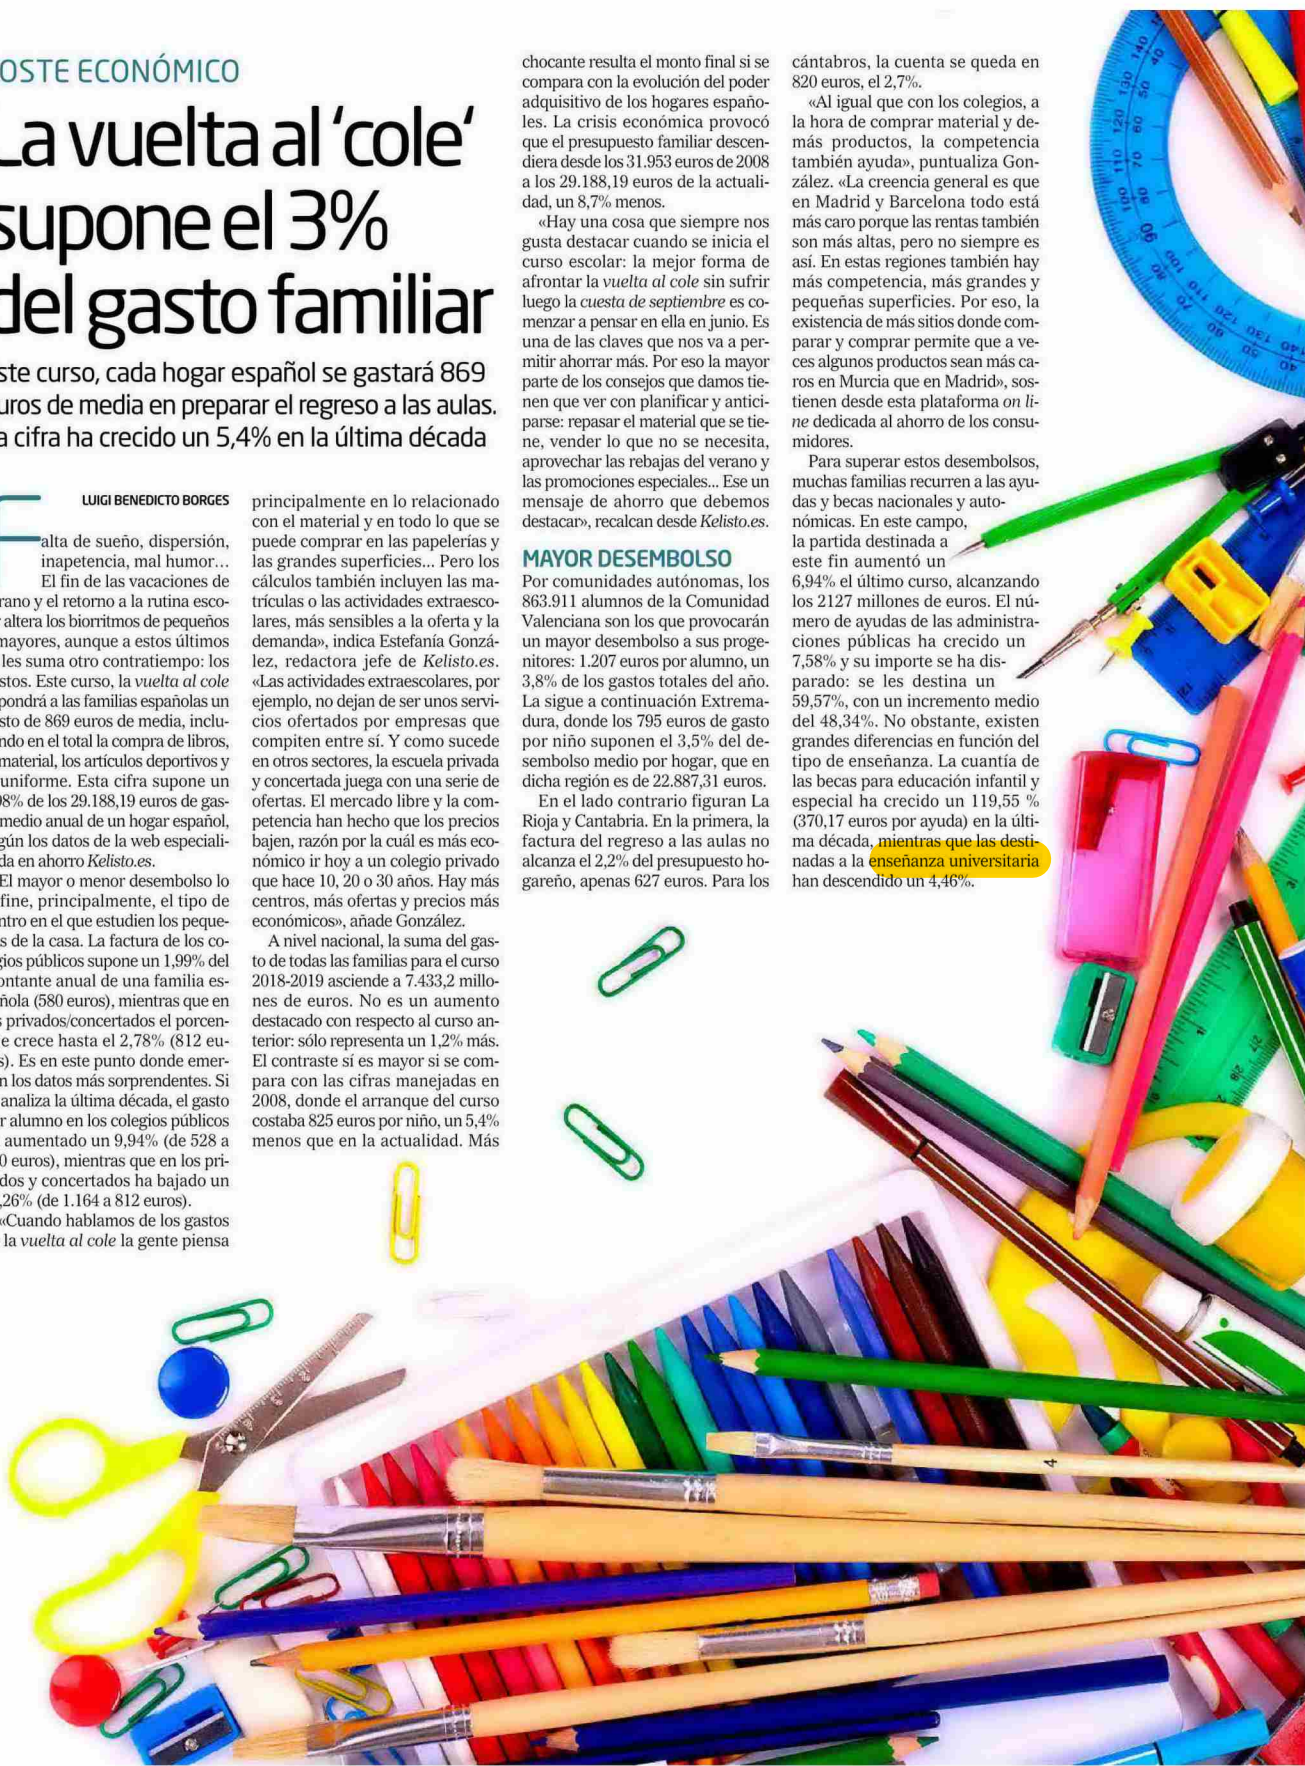 OSTE ECONÓMICO
La vuelta al ‘cole‘
supone el 3%
del gasto familiar
ste curso, cada hogar español se gastará 869
uros de media en preparar el regreso a las aulas.
a cifra ha crecido un 5,4% en la última década
LUIGI BENEDICTO BORGES
Falta de sueño, dispersión,
inapetencia, mal humor...
El fin de las vacaciones de
rano y el retorno a la rutina esco-
r altera los biorritmos de pequeños
mayores, aunque a estos últimos
les suma otro contratiempo: los
stos. Este curso, la vuelta al cole
pondrá a las familias españolas un
sto de 869 euros de media, inclu-
ndo en el total la compra de libros,
material, los artículos deportivos y
uniforme. Esta cifra supone un
98% de los 29.188,19 euros de gas-
medio anual de un hogar español,
gún los datos de la web especiali-
da en ahorro Kelisto.es.
El mayor o menor desembolso lo
fine, principalmente, el tipo de
ntro en el que estudien los peque-
s de la casa. La factura de los co-
gios públicos supone un 1,99% del
ontante anual de una familia es-
ñola (580 euros), mientras que en
s privados/concertados el porcen-
e crece hasta el 2,78% (812 eu-
s). Es en este punto donde emer-
n los datos más sorprendentes. Si
analiza la última década, el gasto
r alumno en los colegios públicos
aumentado un 9,94% (de 528 a
0 euros), mientras que en los pri-
dos y concertados ha bajado un
,26% (de 1.164 a 812 euros).
«Cuando hablamos de los gastos
la vuelta al cole la gente piensa
principalmente en lo relacionado
con el material y en todo lo que se
puede comprar en las papelerías y
las grandes superficies... Pero los
cálculos también incluyen las ma-
trículas o las actividades extraesco-
lares, más sensibles a la oferta y la
demanda», indica Estefanía Gonzá-
lez, redactora jefe de Kelisto.es.
«Las actividades extraescolares, por
ejemplo, no dejan de ser unos servi-
cios ofertados por empresas que
compiten entre sí. Y como sucede
en otros sectores, la escuela privada
y concertada juega con una serie de
ofertas. El mercado libre y la com-
petencia han hecho que los precios
bajen, razón por la cuál es más eco-
nómico ir hoy a un colegio privado
que hace 10, 20 o 30 años. Hay más
centros, más ofertas y precios más
económicos», añade González.
A nivel nacional, la suma del gas-
to de todas las familias para el curso
2018-2019 asciende a 7.433,2 millo-
nes de euros. No es un aumento
destacado con respecto al curso an-
terior: sólo representa un 1,2% más.
El contraste sí es mayor si se com-
para con las cifras manejadas en
2008, donde el arranque del curso
costaba 825 euros por niño, un 5,4%
menos que en la actualidad. Más
chocante resulta el monto final si se
compara con la evolución del poder
adquisitivo de los hogares españo-
les. La crisis económica provocó
que el presupuesto familiar descen-
diera desde los 31.953 euros de 2008
a los 29.188,19 euros de la actuali-
dad, un 8,7% menos.
«Hay una cosa que siempre nos
gusta destacar cuando se inicia el
curso escolar: la mejor forma de
afrontar la vuelta al cole sin sufrir
luego la cuesta de septiembre es co-
menzar a pensar en ella en junio. Es
una de las claves que nos va a per-
mitir ahorrar más. Por eso la mayor
parte de los consejos que damos tie-
nen que ver con planificar y antici-
parse: repasar el material que se tie-
ne, vender lo que no se necesita,
aprovechar las rebajas del verano y
las promociones especiales... Ese un
mensaje de ahorro que debemos
destacar», recalcan desde Kelisto.es.
MAYOR DESEMBOLSO
Por comunidades autónomas, los
863.911 alumnos de la Comunidad
Valenciana son los que provocarán
un mayor desembolso a sus proge-
nitores: 1.207 euros por alumno, un
3,8% de los gastos totales del año.
La sigue a continuación Extrema-
dura, donde los 795 euros de gasto
por niño suponen el 3,5% del de-
sembolso medio por hogar, que en
dicha región es de 22.887,31 euros.
En el lado contrario figuran La
Rioja y Cantabria. En la primera, la
factura del regreso a las aulas no
alcanza el 2,2% del presupuesto ho-
gareño, apenas 627 euros. Para los
cántabros, la cuenta se queda en
820 euros, el 2,7%.
«Al igual que con los colegios, a
la hora de comprar material y de-
más productos, la competencia
también ayuda», puntualiza Gon-
zález. «La creencia general es que
en Madrid y Barcelona todo está
más caro porque las rentas también
son más altas, pero no siempre es
así. En estas regiones también hay
más competencia, más grandes y
pequeñas superficies. Por eso, la
existencia de más sitios donde com-
parar y comprar permite que a ve-
ces algunos productos sean más ca-
ros en Murcia que en Madrid», sos-
tienen desde esta plataforma on li-
ne dedicada al ahorro de los consu-
midores.
Para superar estos desembolsos,
muchas familias recurren a las ayu-
das y becas nacionales y auto-
nómicas. En este campo,
la partida destinada a
este fin aumentó un
6,94% el último curso, alcanzando
los 2127 millones de euros. El nú-
mero de ayudas de las administra-
ciones públicas ha crecido un
7,58% y su importe se ha dis-
parado: se les destina un
59,57%, con un incremento medio
del 48,34%. No obstante, existen
grandes diferencias en función del
tipo de enseñanza. La cuantía de
las becas para educación infantil y
especial ha crecido un 119,55 %
(370,17 euros por ayuda) en la últi-
ma década, mientras que las desti-
nadas a la enseñanza universitaria
han descendido un 4,46%.
4